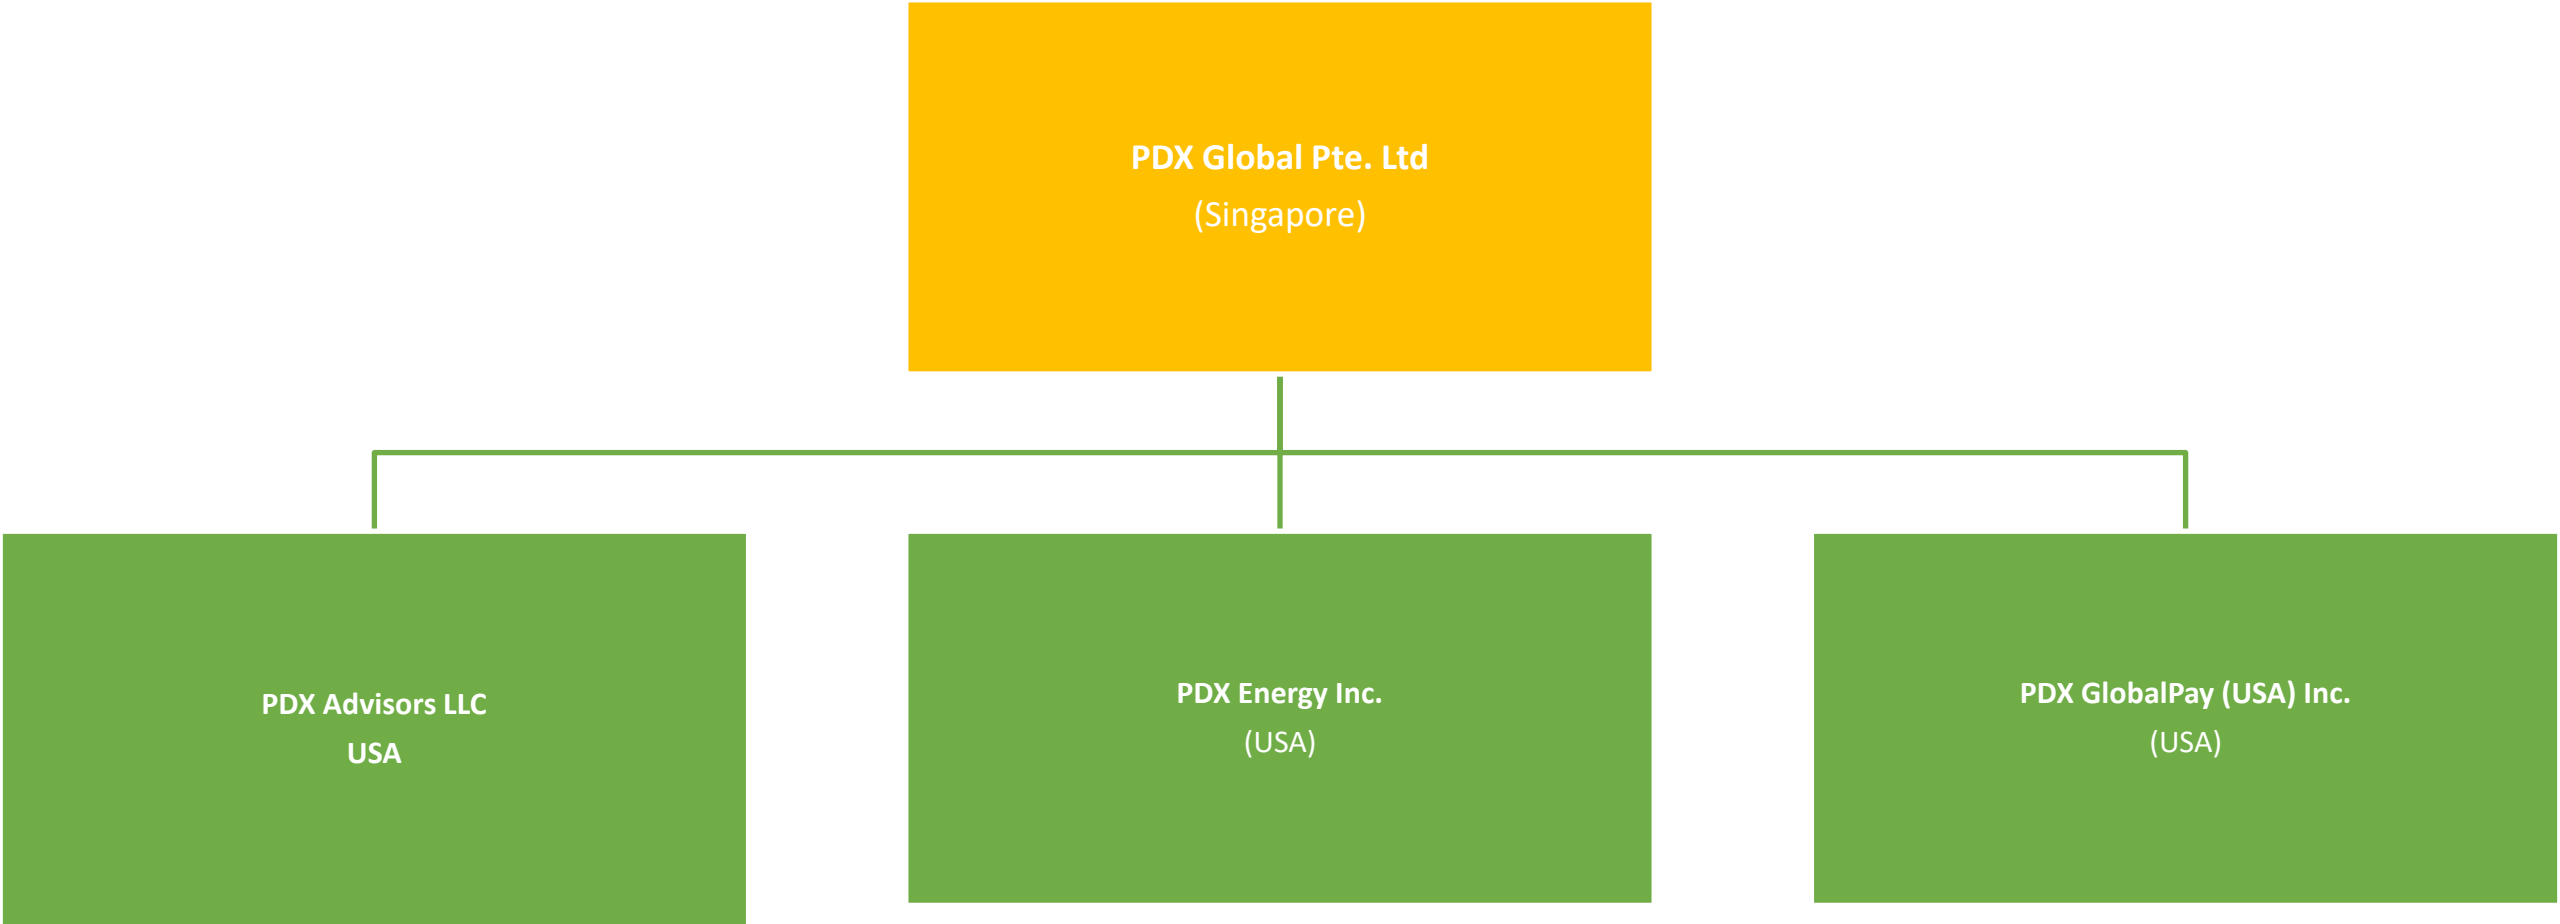 PDX Global Pte. Ltd
(Singapore)
PDX Advisors LLC
USA
PDX Energy Inc.
(USA)
PDX GlobalPay (USA) Inc.
(USA)